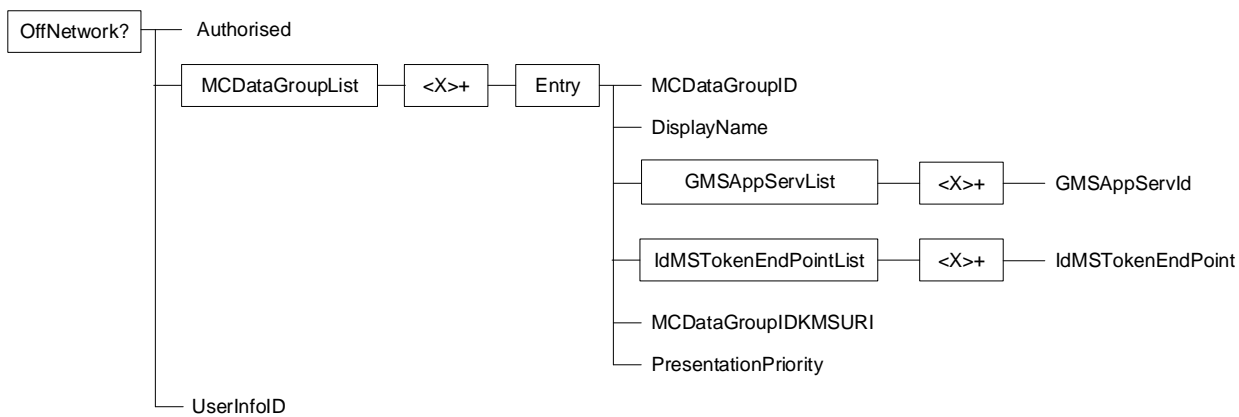 OffNetwork?
Authorised
MCDataGroupList
<X>+
Entry
MCDataGroupID
DisplayName
GMSAppServList
<X>+
GMSAppServId
IdMSTokenEndPointList
<X>+
IdMSTokenEndPoint
MCDataGroupIDKMSURI
PresentationPriority
UserInfoID